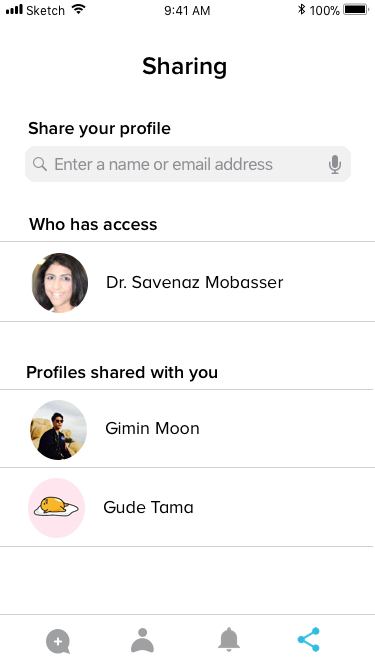 Sketch 9:41 AM 100%
Sharing
Share your profile
Enter a name or email address
Who has access
Dr. Savenaz Mobasser
Profiles shared with you
Gimin Moon
Gude Tama